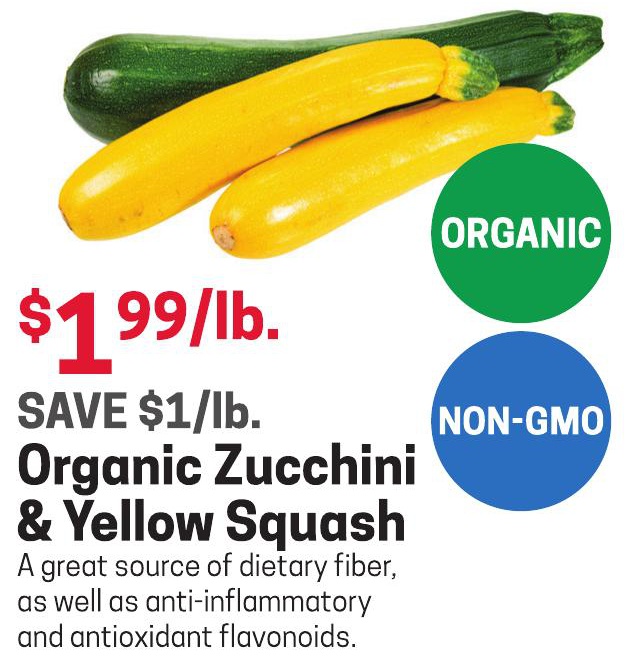 ORGANIC
$1.99/lb.
SAVE $1/lb.
NON-GMO
Organic Zucchini
& Yellow Squash
A great source of dietary fiber,
as well as anti-inflammatory
and antioxidant flavonoids.